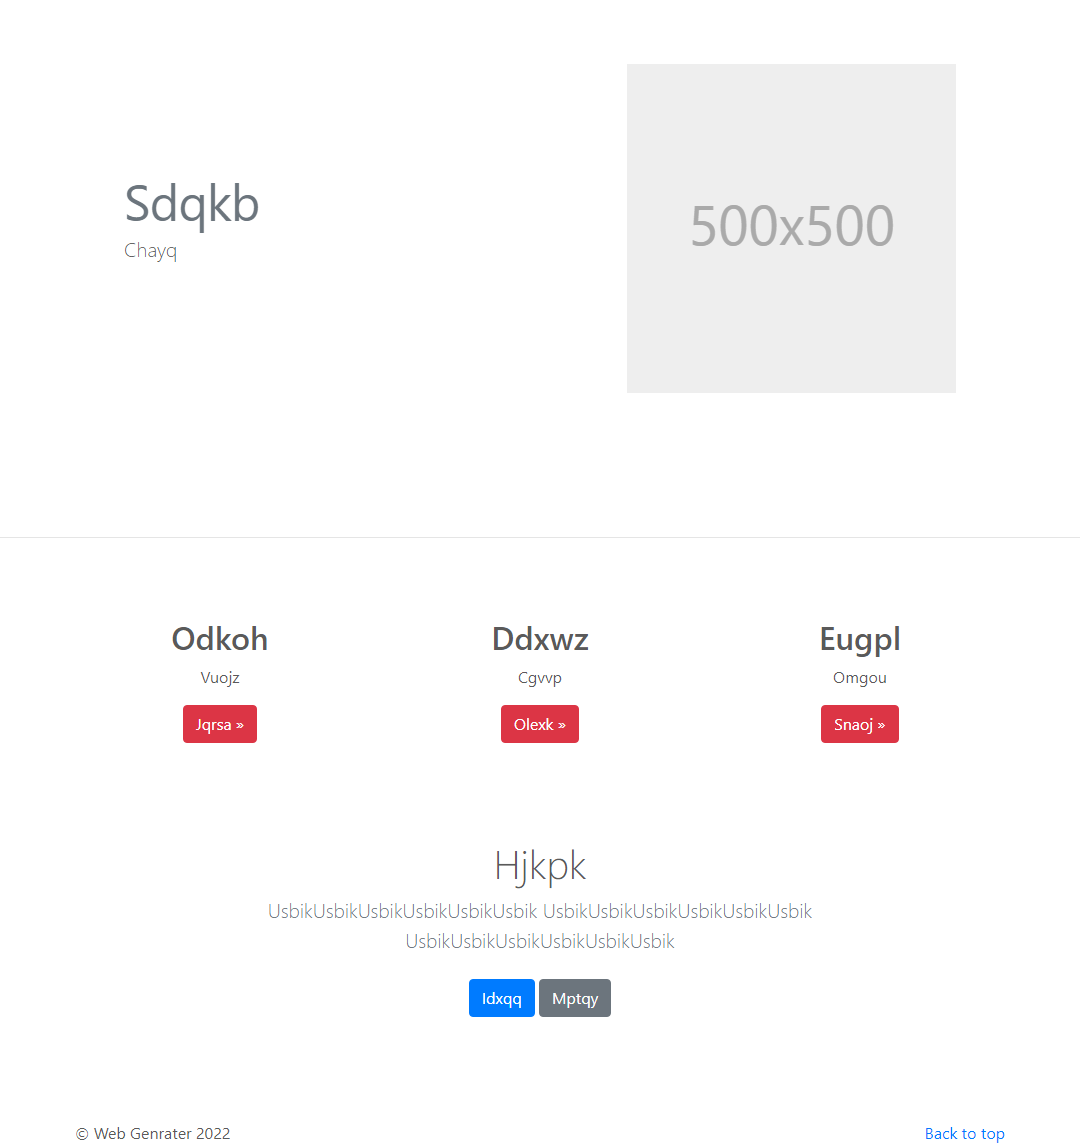 Sdqkb
Chayq
500x500
Odkoh
Vuojz
Jqrsa »
Ddxwz
Cgvvp
Olexk »
Eugpl
Omgou
Snaoj »
Hjkpk
UsbikUsbikUsbikUsbikUsbikUsbik UsbikUsbikUsbikUsbikUsbikUsbik
UsbikUsbikUsbikUsbikUsbikUsbik
Idxqq
Mptqy
© Web Genrater 2022
Back to top